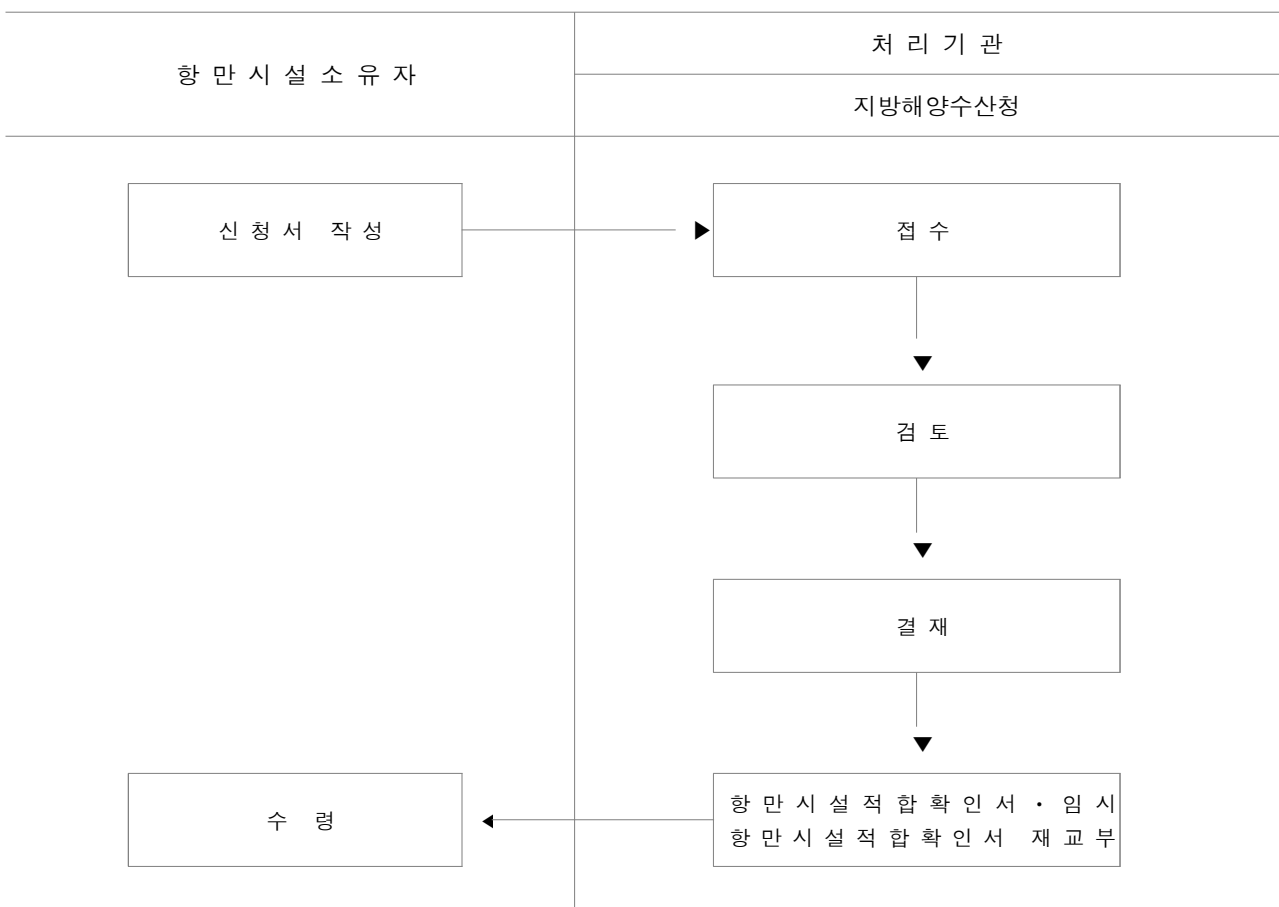 항 만 시 설 소 유 자
처 리 기 관
지방해양수산청
신 청 서 작 성
접 수
검 토
결 재
수 령
항 만 시 설 적 합 확 인 서 · 임 시
항 만 시 설 적 합 확 인 서 재 교 부